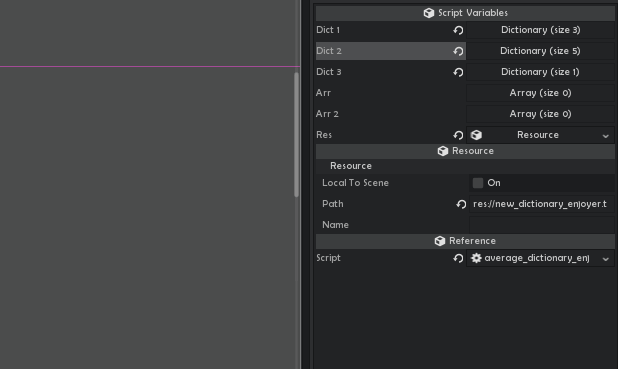 Script Variables
Dict 1 Dictionary (size 3)
Dict 2 Dictionary (size 5)
Dict 3 Dictionary (size 1)
Arr Array (size 0)
Arr 2 Array (size 0)
Res Resource
Resource
Resource
Local To Scene On
Path res://new_dictionary_enjoyer.t
Name
Reference
Script average_dictionary_enj